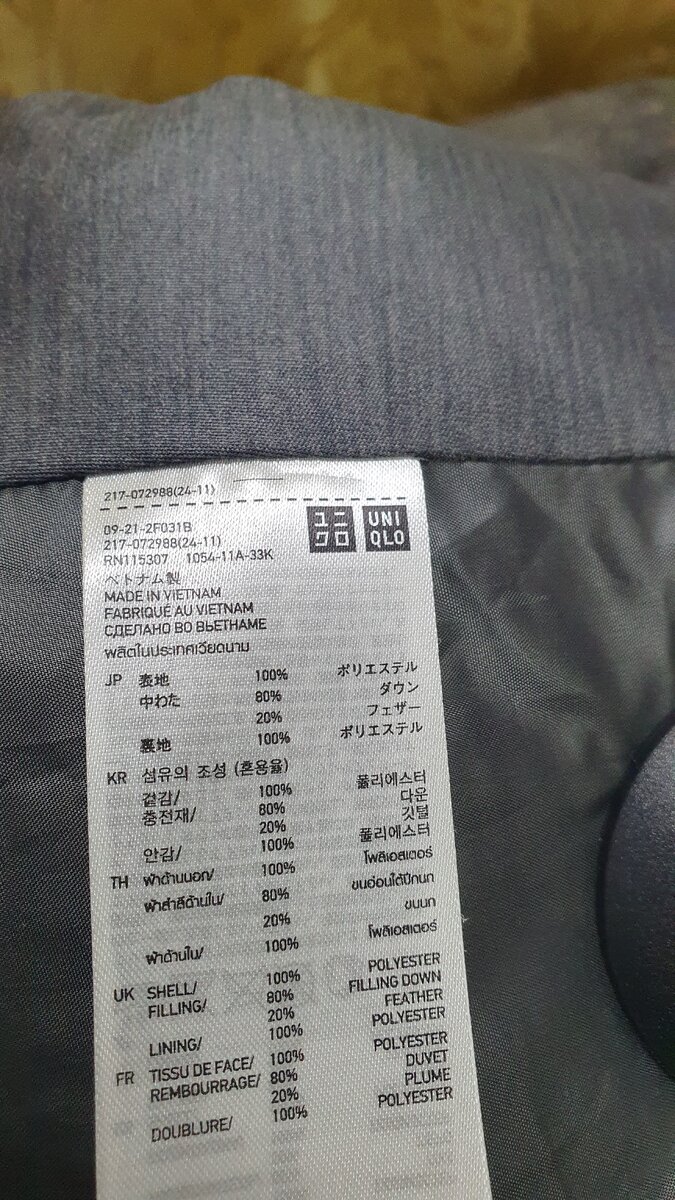 217-072988(24-11)
09-21-2F031B
217-072988(24-11)
RN115307 1054-11A-33K
ユニ
クロ
UNI
QLO
ベトナム製
MADE IN VIETNAM
FABRIQUÉ AU VIETNAM
СДЕЛАНО ВО ВЬЕТНАМЕ
ผลิตในประเทศเวียดนาม
JP 表地 100% ポリエステル
中わた 80% ダウン
20% フェザー
裏地 100% ポリエステル
KR 섬유의 조성 (혼용율)
겉감/ 100% 폴리에스터
충전재/ 80% 다운
20% 깃털
안감/ 100% 폴리에스터
TH ผ้าด้านนอก/ 100% โพลิเอสเตอร์
ผ้าสำลีด้านใน/ 80% ขนอ่อนใต้ปีกนก
20% ขนนก
ผ้าด้านใน/ 100% โพลิเอสเตอร์
UK SHELL/ 100% POLYESTER
FILLING/ 80% FILLING DOWN
20% FEATHER
LINING/ 100% POLYESTER
FR TISSU DE FACE/ 100% POLYESTER
REMBOURRAGE/ 80% DUVET
20% PLUME
DOUBLURE/ 100% POLYESTER